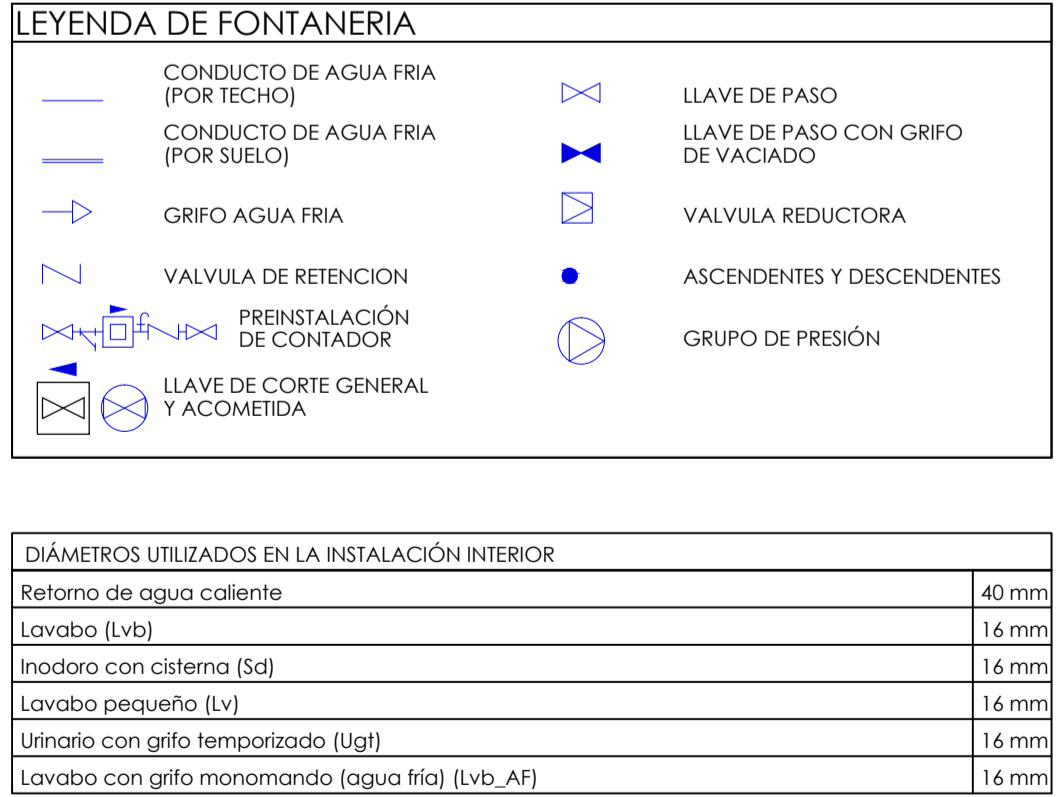 LEYENDA DE FONTANERIA
CONDUCTO DE AGUA FRIA
(POR TECHO)
CONDUCTO DE AGUA FRIA
(POR SUELO)
GRIFO AGUA FRIA
VALVULA DE RETENCION
PREINSTALACIÓN
DE CONTADOR
LLAVE DE CORTE GENERAL
Y ACOMETIDA
LLAVE DE PASO
LLAVE DE PASO CON GRIFO
DE VACIADO
VALVULA REDUCTORA
ASCENDENTES Y DESCENDENTES
GRUPO DE PRESIÓN
DIÁMETROS UTILIZADOS EN LA INSTALACIÓN INTERIOR
Retorno de agua caliente 40 mm
Lavabo (Lvb) 16 mm
Inodoro con cisterna (Sd) 16 mm
Lavabo pequeño (Lv) 16 mm
Urinario con grifo temporizado (Ugt) 16 mm
Lavabo con grifo monomando (agua fría) (Lvb_AF) 16 mm